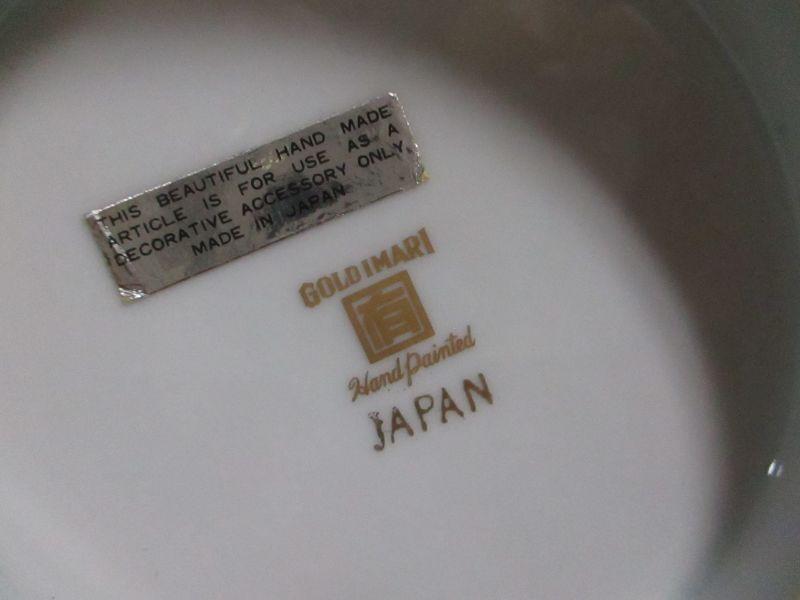 THIS BEAUTIFUL HAND MADE
ARTICLE IS FOR USE AS A
DECORATIVE ACCESSORY ONLY.
MADE IN JAPAN
GOLD IMARI
有
Hand Painted
JAPAN